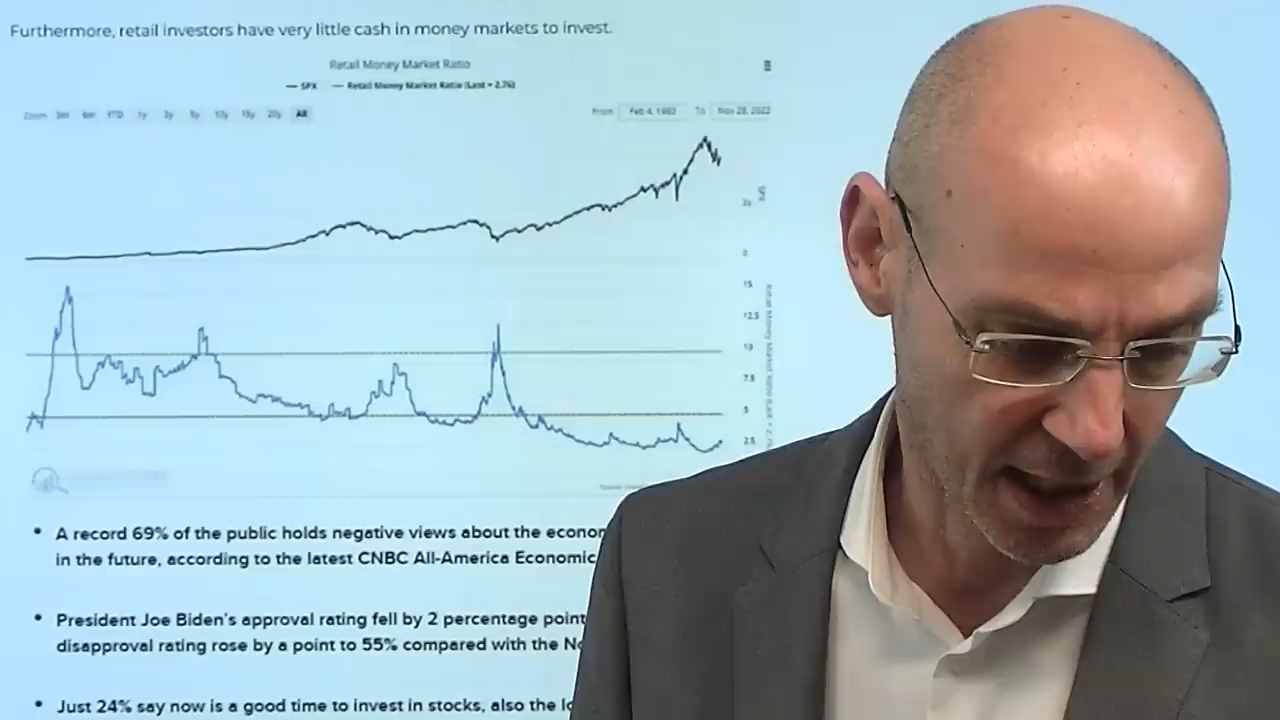 Furthermore, retail investors have very little cash in money markets to invest.
Retail Money Market Ratio
SPX Retail Money Market Ratio (Last = 2.76)
Zoom 3m 6m YTD 1y 3y 5y 10y 15y 20y All From Feb 4, 1980 To Nov 28, 2022
SPX
0
15
12.5
10
7.5
5
2.5
A record 69% of the public holds negative views about the econom
in the future, according to the latest CNBC All-America Economic
President Joe Biden's approval rating fell by 2 percentage point
disapproval rating rose by a point to 55% compared with the No
Just 24% say now is a good time to invest in stocks, also the lo